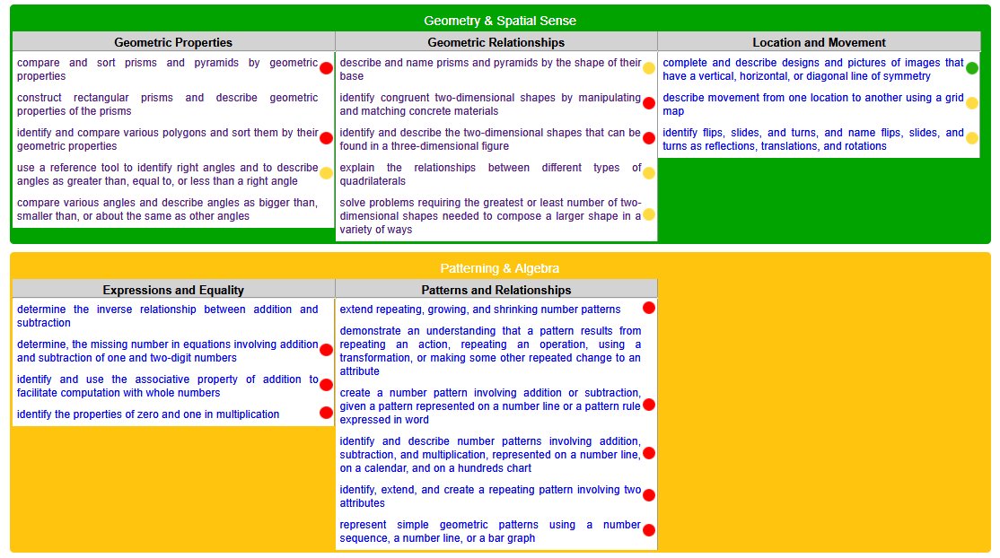 Geometry & Spatial Sense
Geometric Properties
compare and sort prisms and pyramids by geometric
properties
construct rectangular prisms and describe geometric
properties of the prisms
identify and compare various polygons and sort them by their
geometric properties
use a reference tool to identify right angles and to describe
angles as greater than, equal to, or less than a right angle
compare various angles and describe angles as bigger than,
smaller than, or about the same as other angles
Geometric Relationships
describe and name prisms and pyramids by the shape of their
base
identify congruent two-dimensional shapes by manipulating
and matching concrete materials
identify and describe the two-dimensional shapes that can be
found in a three-dimensional figure
explain the relationships between different types of
quadrilaterals
solve problems requiring the greatest or least number of two-
dimensional shapes needed to compose a larger shape in a
variety of ways
Location and Movement
complete and describe designs and pictures of images that
have a vertical, horizontal, or diagonal line of symmetry
describe movement from one location to another using a grid
map
identify flips, slides, and turns, and name flips, slides, and
turns as reflections, translations, and rotations
Patterning & Algebra
Expressions and Equality
determine the inverse relationship between addition and
subtraction
determine, the missing number in equations involving addition
and subtraction of one and two-digit numbers
identify and use the associative property of addition to
facilitate computation with whole numbers
identify the properties of zero and one in multiplication
Patterns and Relationships
extend repeating, growing, and shrinking number patterns
demonstrate an understanding that a pattern results from
repeating an action, repeating an operation, using a
transformation, or making some other repeated change to an
attribute
create a number pattern involving addition or subtraction,
given a pattern represented on a number line or a pattern rule
expressed in word
identify and describe number patterns involving addition,
subtraction, and multiplication, represented on a number line,
on a calendar, and on a hundreds chart
identify, extend, and create a repeating pattern involving two
attributes
represent simple geometric patterns using a number
sequence, a number line, or a bar graph